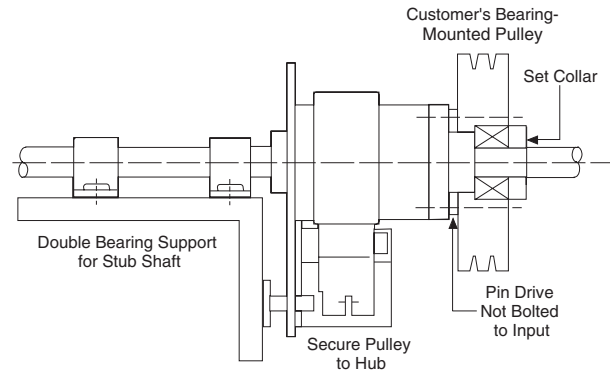 Customer's Bearing-
Mounted Pulley
Set Collar
Double Bearing Support
for Stub Shaft
Pin Drive
Not Bolted
to Input
Secure Pulley
to Hub